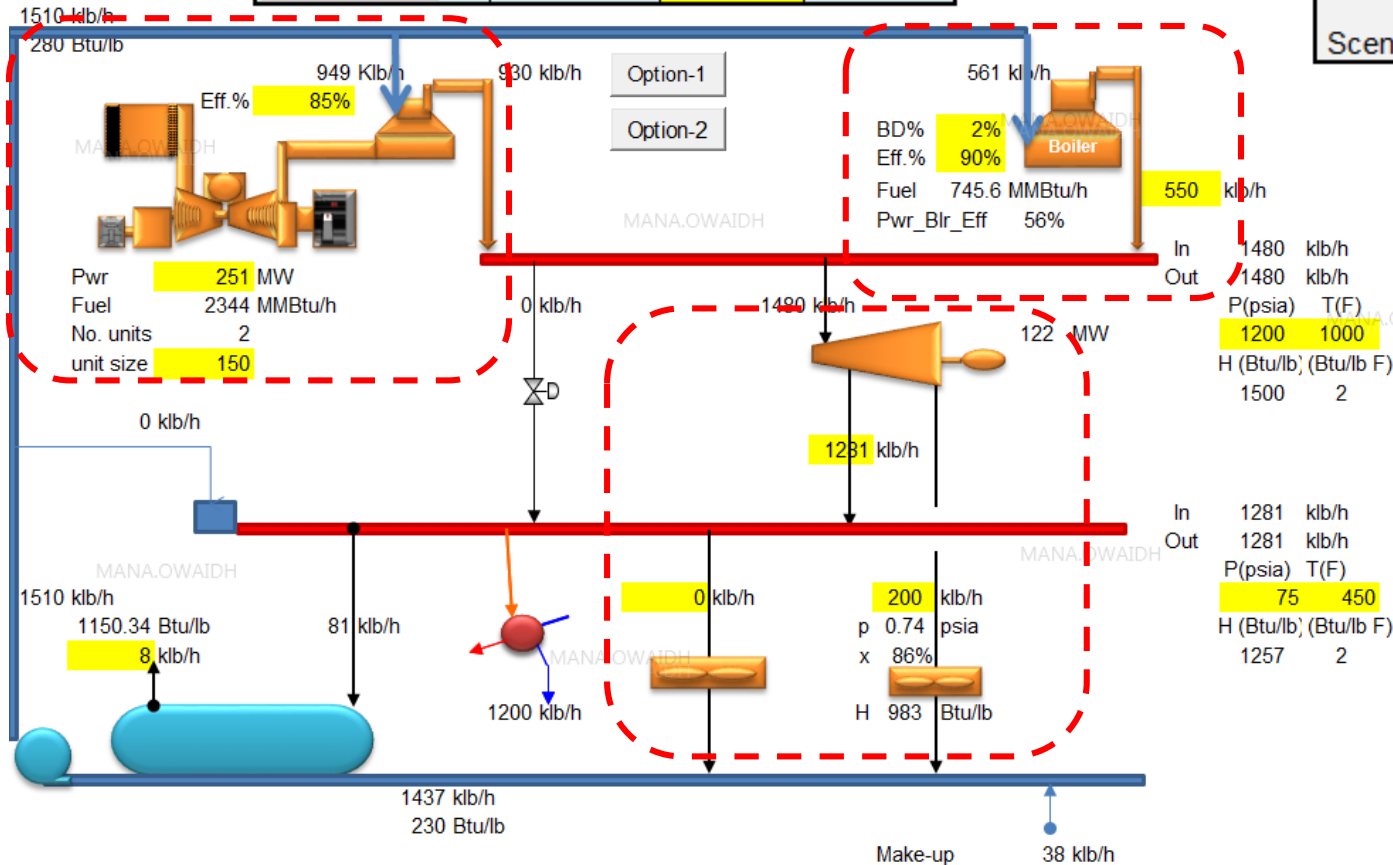 1510 klb/h
280 Btu/lb
Scen
949 Klb/h
930 klb/h
Option-1
561 klb/h
Eff.% 85%
Option-2
BD% 2%
Boiler
MANA.OWAIDH
MANA.OWAIDH
Eff.% 90%
Fuel 745.6 MMBtu/h
550 klb/h
MANA.OWAIDH
Pwr_Blr_Eff 56%
In 1480 klb/h
Out 1480 klb/h
Pwr 251 MW
Fuel 2344 MMBtu/h
0 klb/h
1480 klb/h
P(psia) T(F)
MANA.O
No. units 2
122 MW
1200 1000
unit size 150
H (Btu/lb) (Btu/lb F)
1500 2
0 klb/h
1281 klb/h
In 1281 klb/h
Out 1281 klb/h
MANA.OWAIDH
MANA.OWAIDH
P(psia) T(F)
1510 klb/h
0 klb/h
200 klb/h
75 450
1150.34 Btu/lb
81 klb/h
p 0.74 psia
H (Btu/lb) (Btu/lb F)
8 klb/h
MANA.OWAIDH
x 86%
1257 2
1200 klb/h
H 983 Btu/lb
1437 klb/h
230 Btu/lb
Make-up 38 klb/h